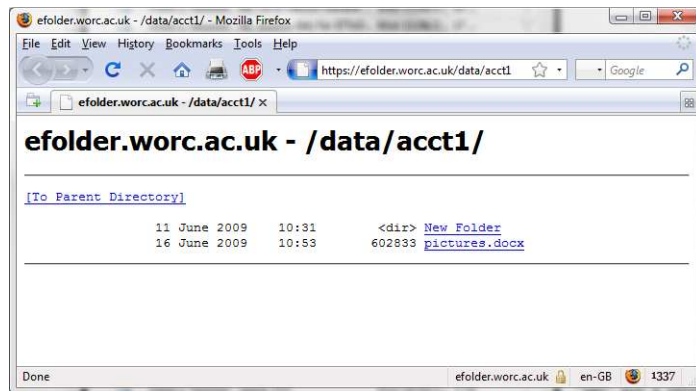 efolder.worc.ac.uk - /data/acct1/ - Mozilla Firefox
File Edit View History Bookmarks Tools Help
ABP https://efolder.worc.ac.uk/data/acct1 Google
efolder.worc.ac.uk - /data/acct1/
efolder.worc.ac.uk - /data/acct1/
[To Parent Directory]
11 June 2009 10:31 <dir> New Folder
16 June 2009 10:53 602833 pictures.docx
Done efolder.worc.ac.uk en-GB 1337